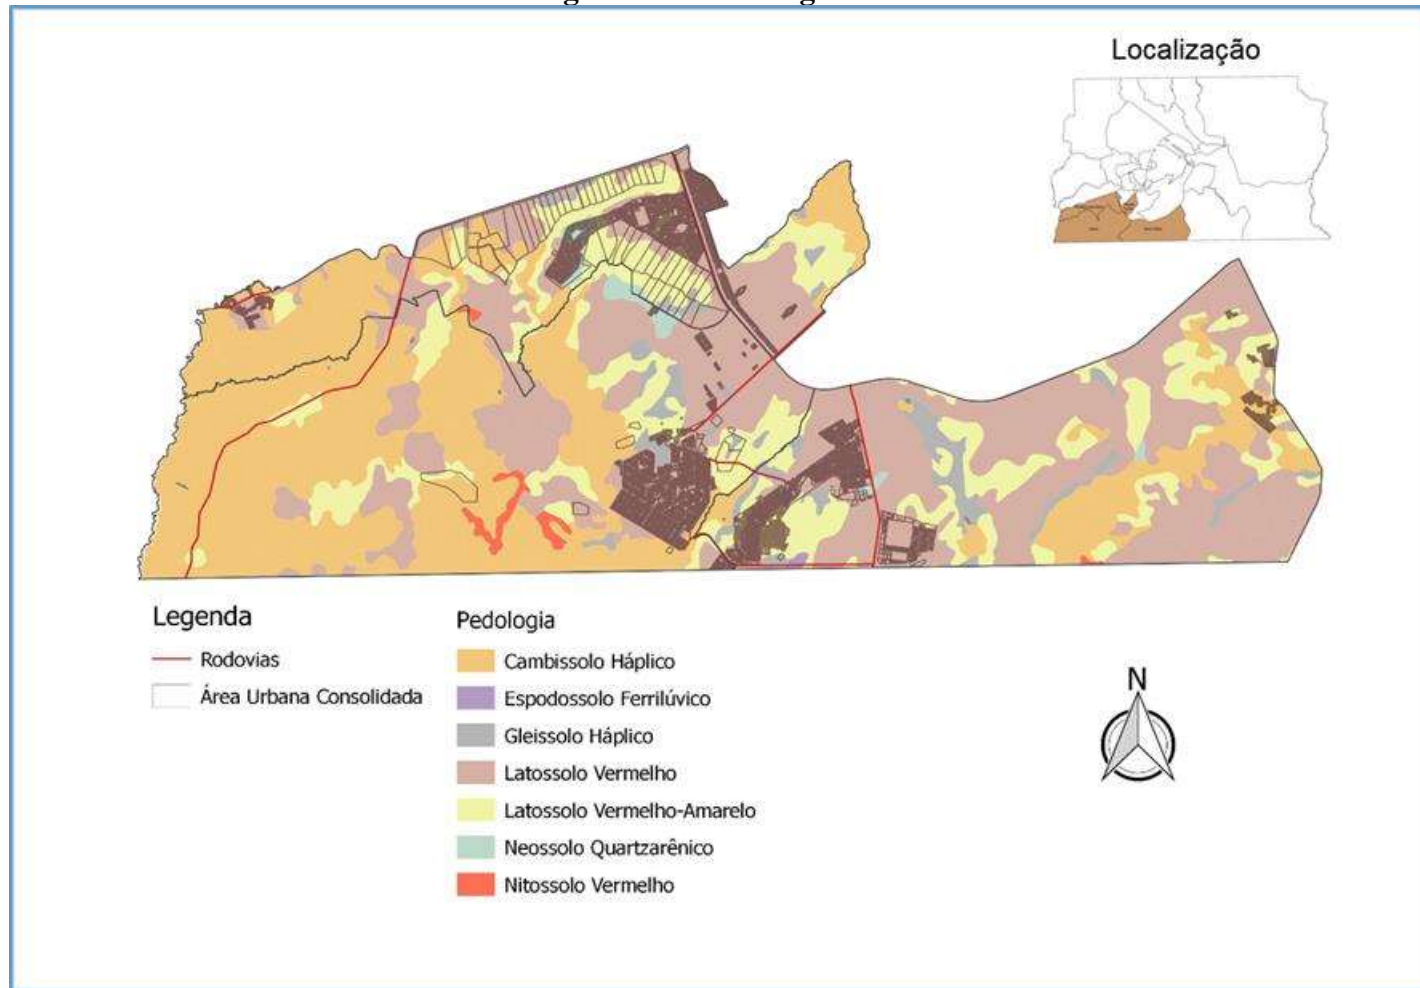 Localização
Legenda
Rodovias
Área Urbana Consolidada
Pedologia
Cambissolo Háplico
Espodossolo Ferrilúvico
Gleissolo Háplico
Latossolo Vermelho
Latossolo Vermelho-Amarelo
Neossolo Quartzarênico
Nitossolo Vermelho
N